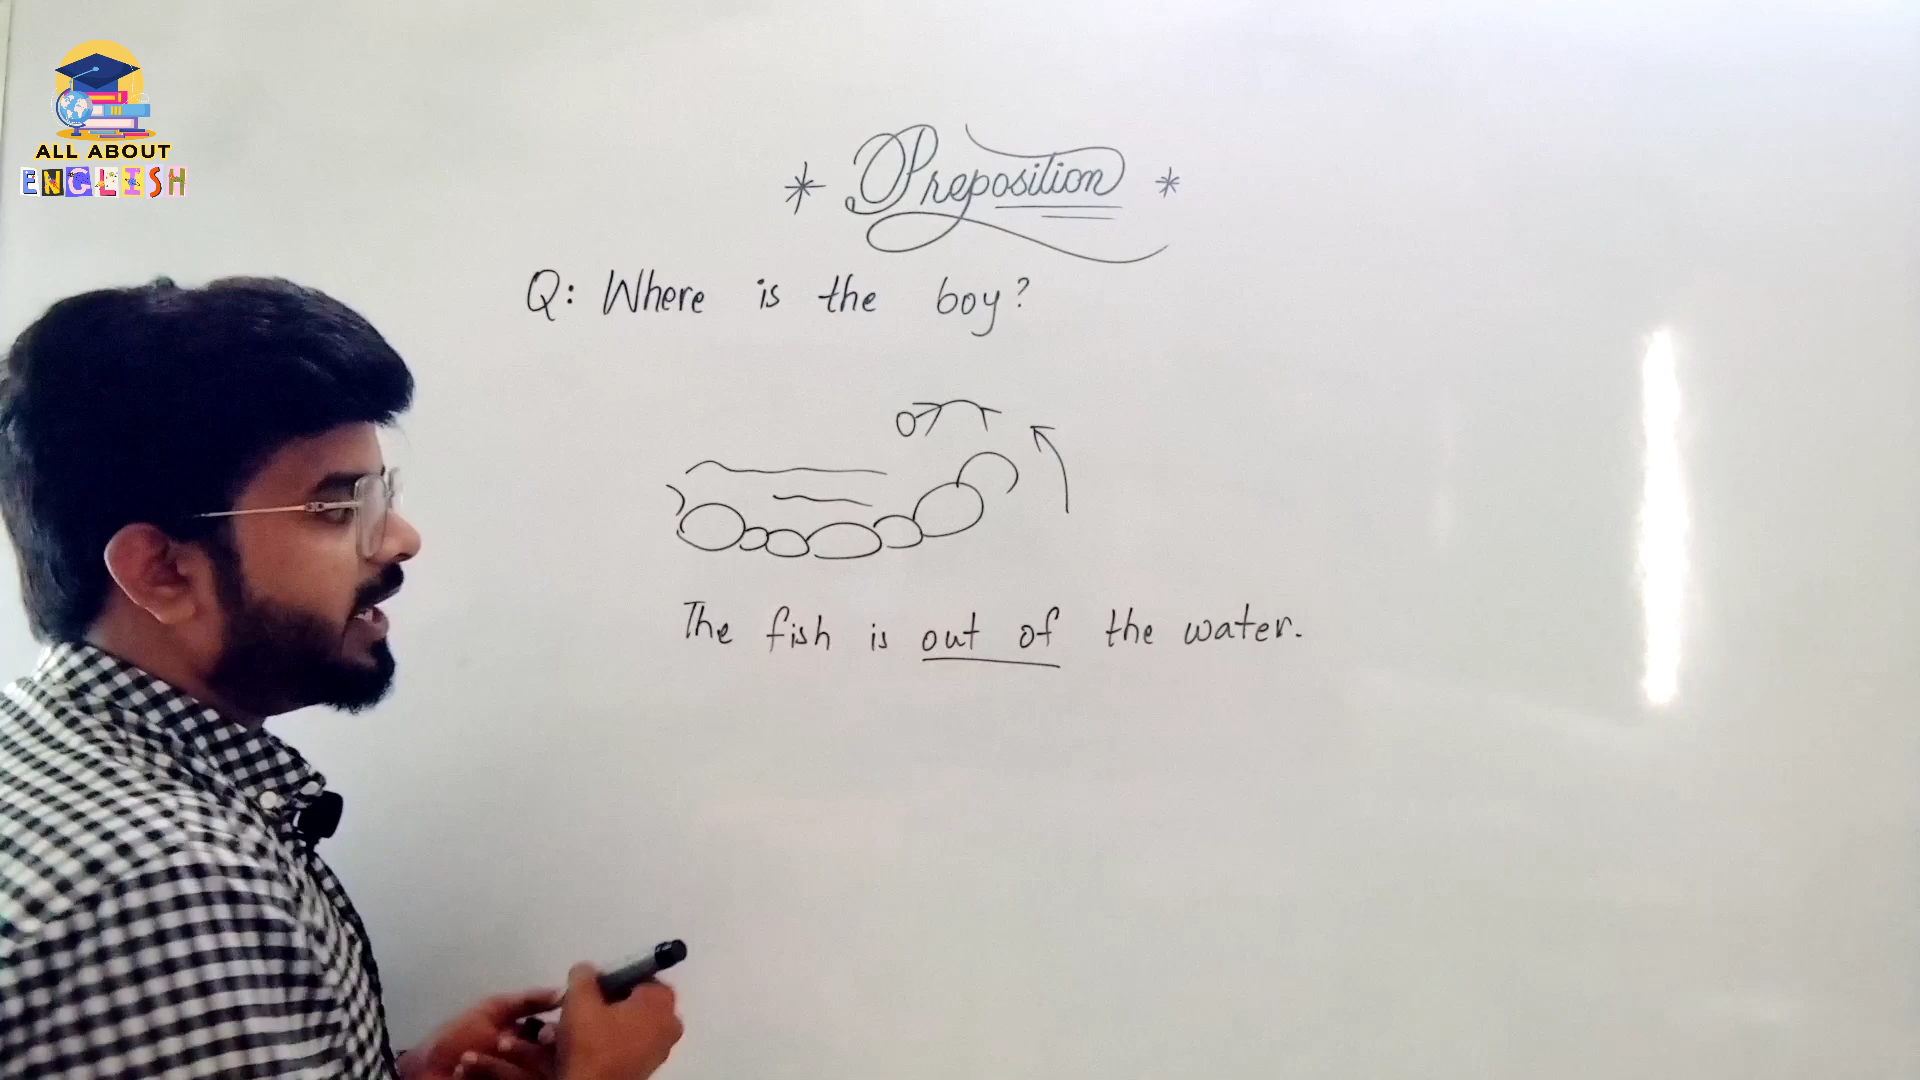 ALL ABOUT
ENGLISH
* Preposition *
Q: Where is the boy?
The fish is out of the water.